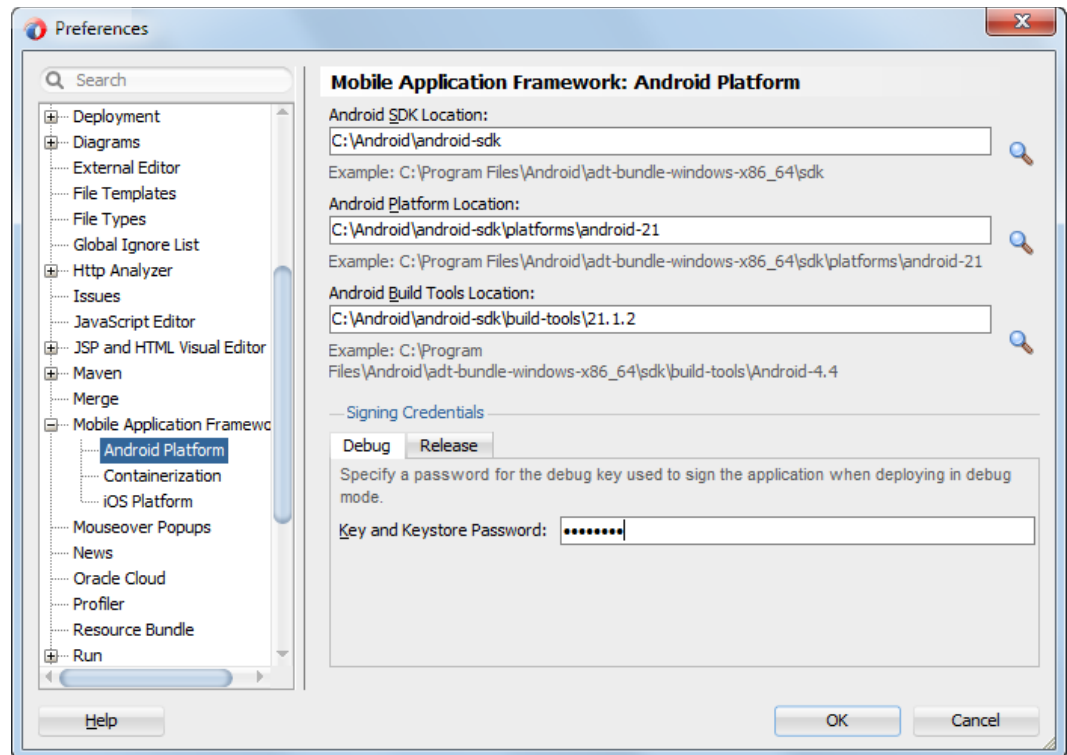 Preferences
Search
Deployment
Diagrams
External Editor
File Templates
File Types
Global Ignore List
Http Analyzer
Issues
JavaScript Editor
JSP and HTML Visual Editor
Maven
Merge
Mobile Application Framewo
Android Platform
Containerization
iOS Platform
Mouseover Popups
News
Oracle Cloud
Profiler
Resource Bundle
Run
Mobile Application Framework: Android Platform
Android SDK Location:
C:\Android\android-sdk
Example: C:\Program Files\Android\adt-bundle-windows-x86_64\sdk
Android Platform Location:
C:\Android\android-sdk\platforms\android-21
Example: C:\Program Files\Android\adt-bundle-windows-x86_64\sdk\platforms\android-21
Android Build Tools Location:
C:\Android\android-sdk\build-tools\21.1.2
Example: C:\Program
Files\Android\adt-bundle-windows-x86_64\sdk\build-tools\Android-4.4
Signing Credentials
Debug Release
Specify a password for the debug key used to sign the application when deploying in debug
mode.
Key and Keystore Password: ••••••••
Help OK Cancel